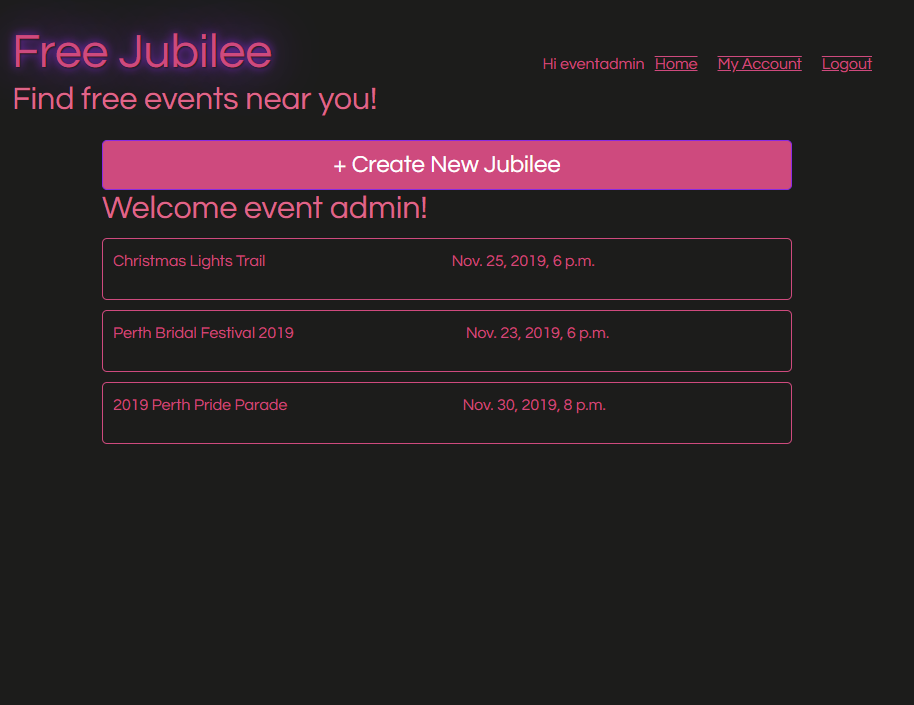 Free Jubilee
Hi eventadmin Home My Account Logout
Find free events near you!
+ Create New Jubilee
Welcome event admin!
Christmas Lights Trail Nov. 25, 2019, 6 p.m.
Perth Bridal Festival 2019 Nov. 23, 2019, 6 p.m.
2019 Perth Pride Parade Nov. 30, 2019, 8 p.m.